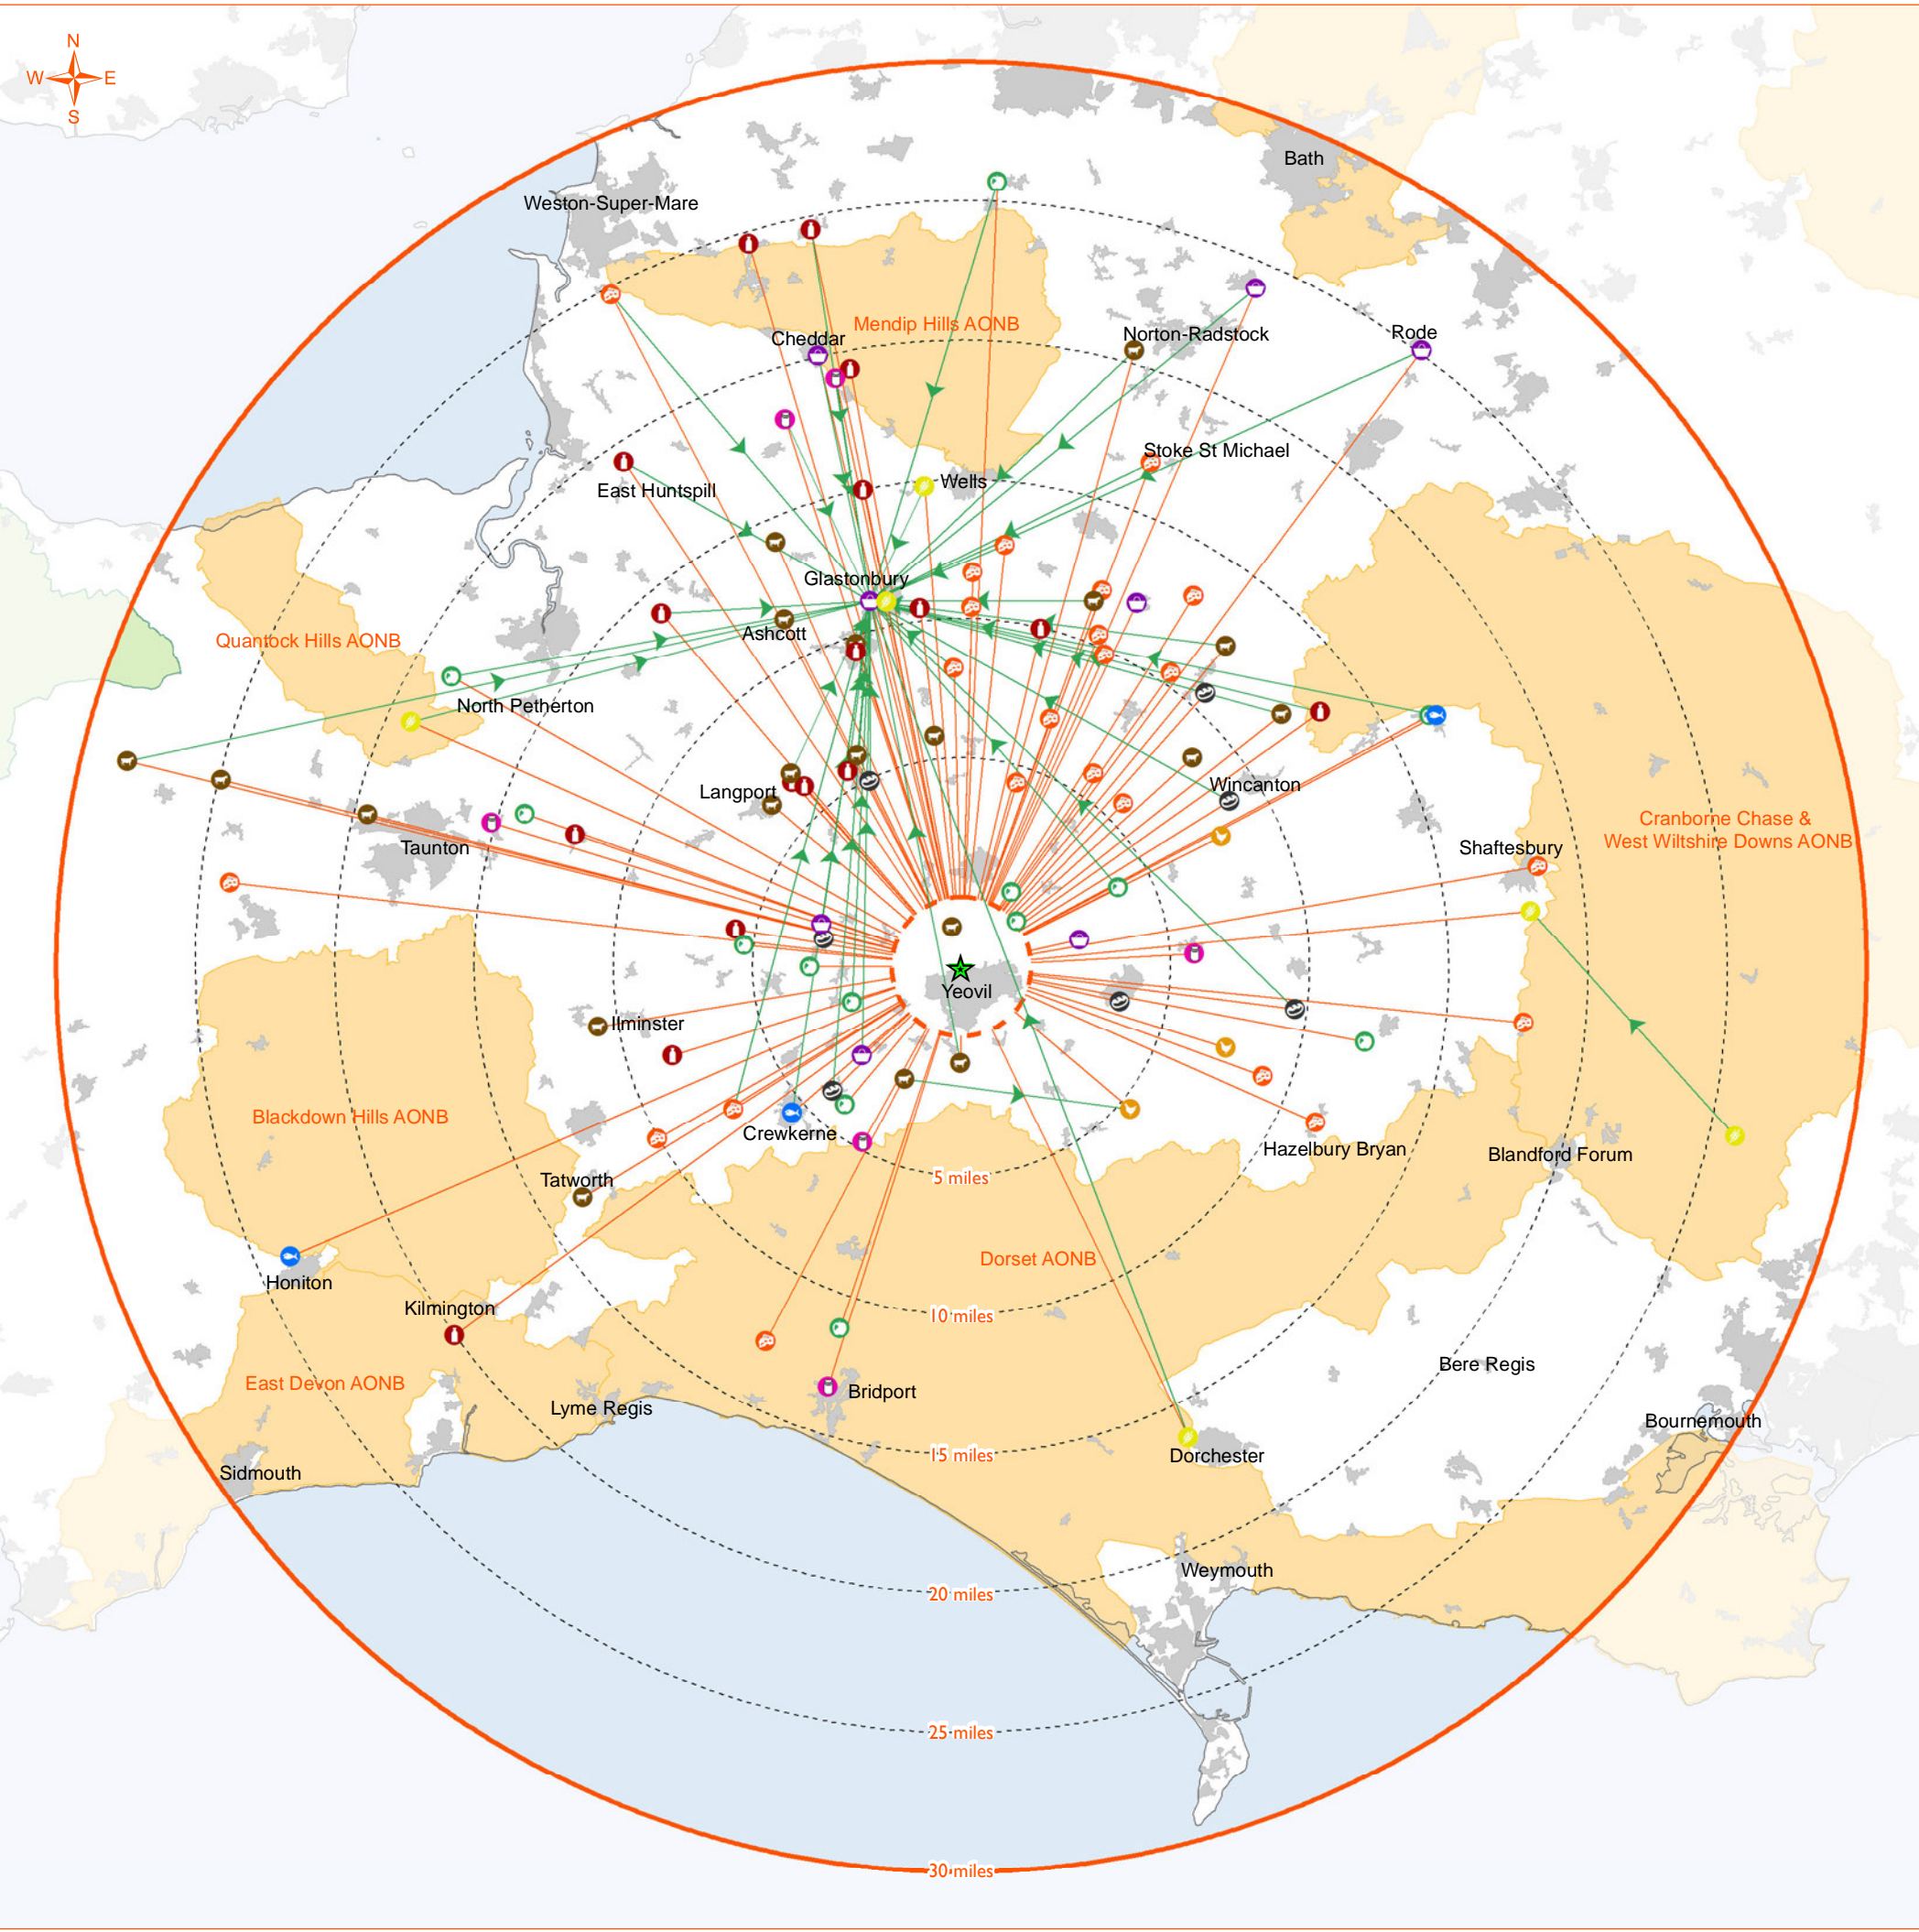 N
W E
S
Bath
Weston-Super-Mare
Mendip Hills AONB
Cheddar
Norton-Radstock
Rode
Stoke St Michael
East Huntspill
Wells
Glastonbury
Ashcott
Quantock Hills AONB
North Petherton
Langport
Wincanton
Cranborne Chase &
West Wiltshire Downs AONB
Taunton
Shaftesbury
Yeovil
Ilminster
Blackdown Hills AONB
Crewkerne
Hazelbury Bryan
Blandford Forum
Tatworth
5 miles
Dorset AONB
Honiton
Kilmington
10 miles
Bere Regis
East Devon AONB
Bridport
Lyme Regis
Bournemouth
15 miles
Dorchester
Sidmouth
Weymouth
20 miles
25 miles
30 miles